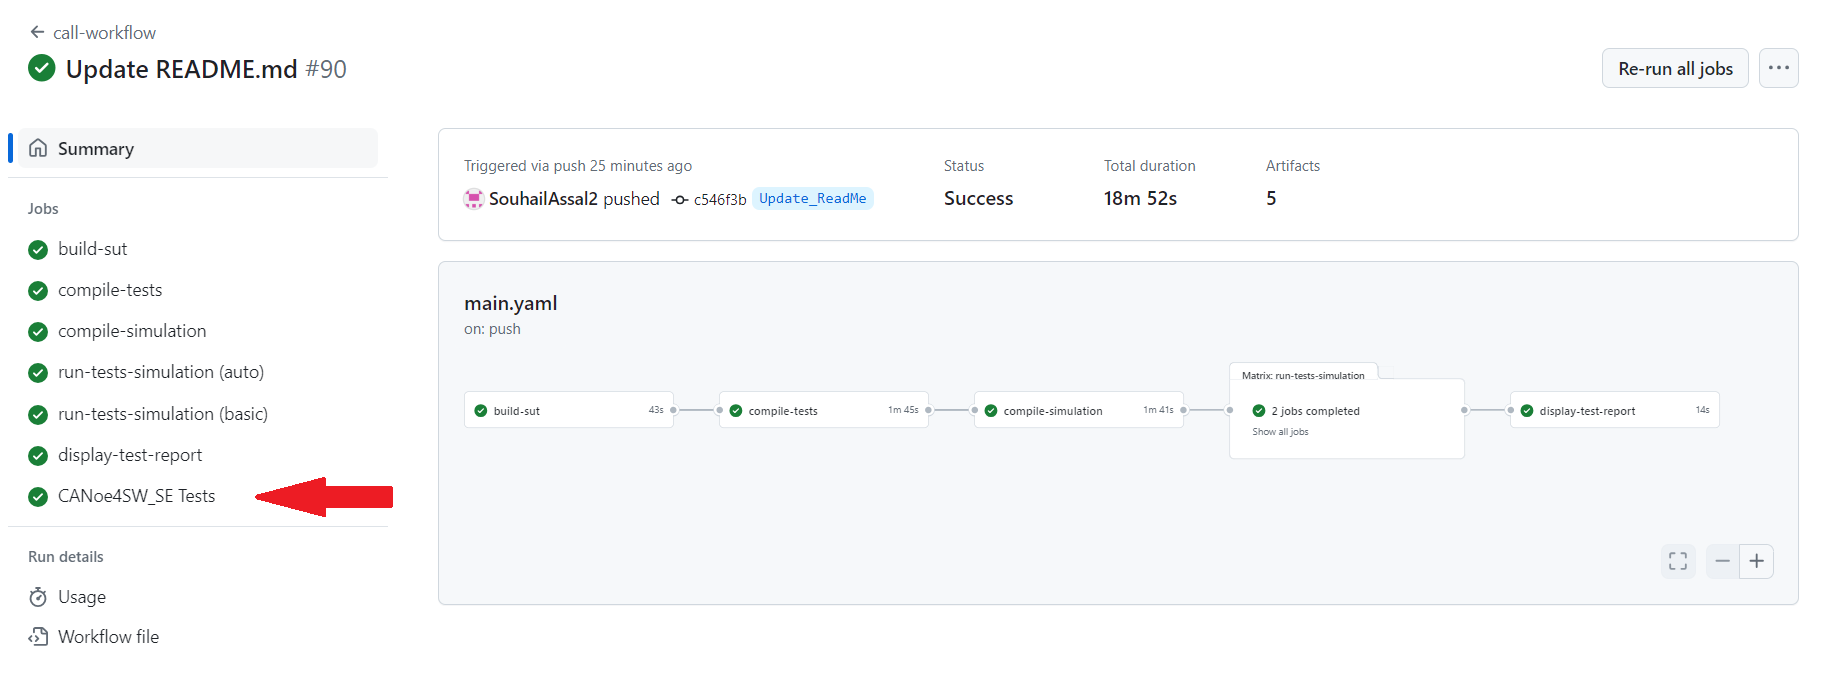 call-workflow
Update README.md #90
Re-run all jobs
Summary
Jobs
build-sut
compile-tests
compile-simulation
run-tests-simulation (auto)
run-tests-simulation (basic)
display-test-report
CANoe4SW_SE Tests
Run details
Usage
Workflow file
Triggered via push 25 minutes ago
SouhailAssal2 pushed c546f3b Update_ReadMe
Status
Success
Total duration
18m 52s
Artifacts
5
main.yaml
on: push
build-sut 43s
compile-tests 1m 45s
compile-simulation 1m 41s
Matrix: run-tests-simulation
2 jobs completed
Show all jobs
display-test-report 14s